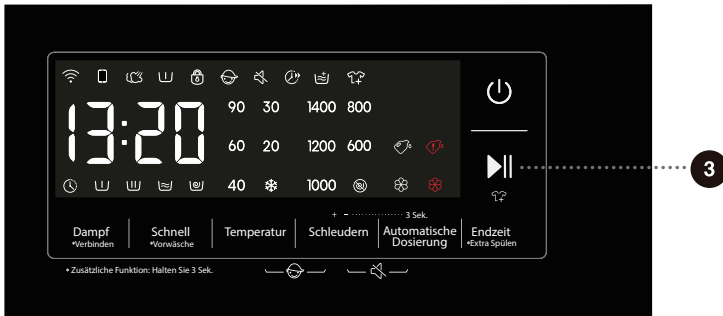 90 30 1400 800
13:20
60 20 1200 600
3
40 1000
+ - 3 Sek.
Dampf Schnell Temperatur Schleudern Automatische Dosierung Endzeit
*Verbinden *Vorwäsche *Extra Spülen
* Zusätzliche Funktion: Halten Sie 3 Sek.